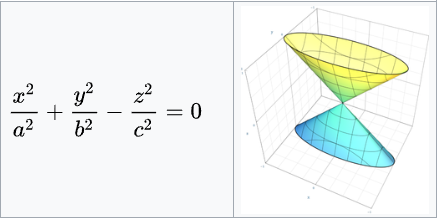 x²/a² + y²/b² − z²/c² = 0